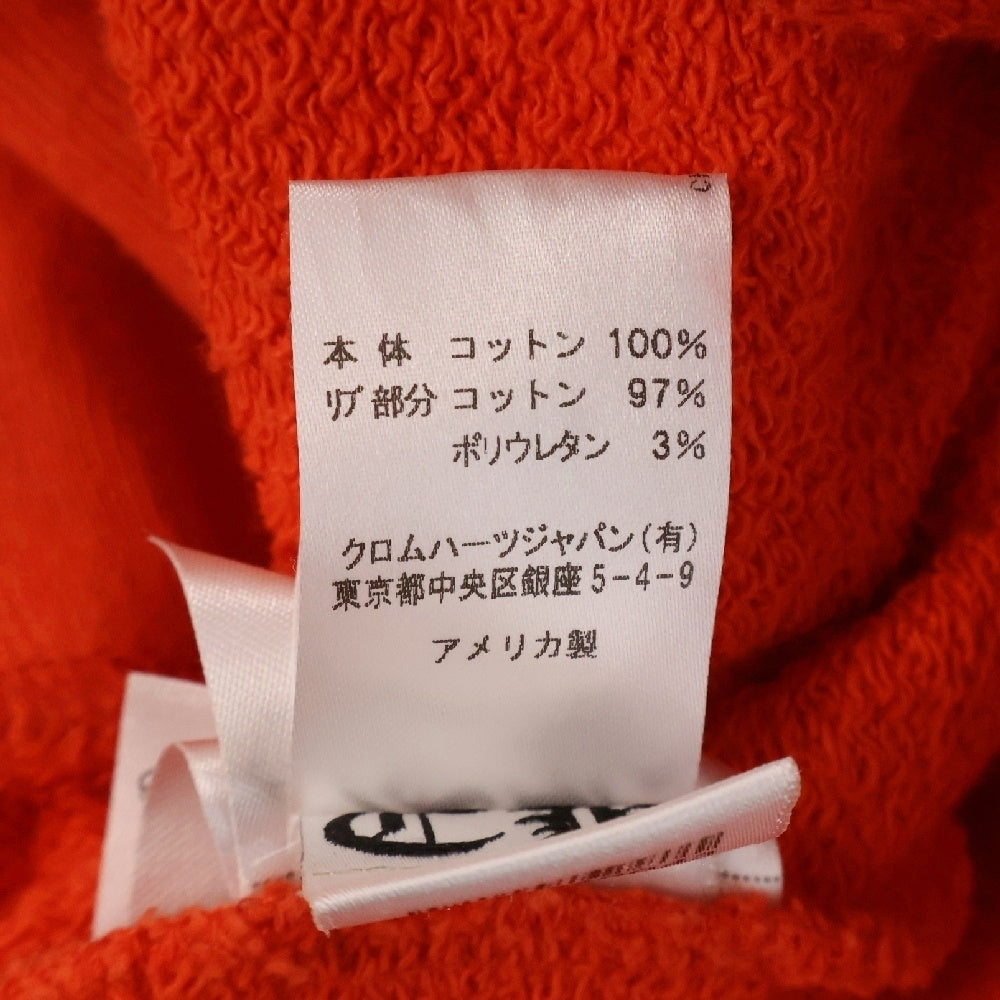 本体 コットン 100%
リブ部分 コットン 97%
ポリウレタン 3%
クロムハーツジャパン(有)
東京都中央区銀座5-4-9
アメリカ製